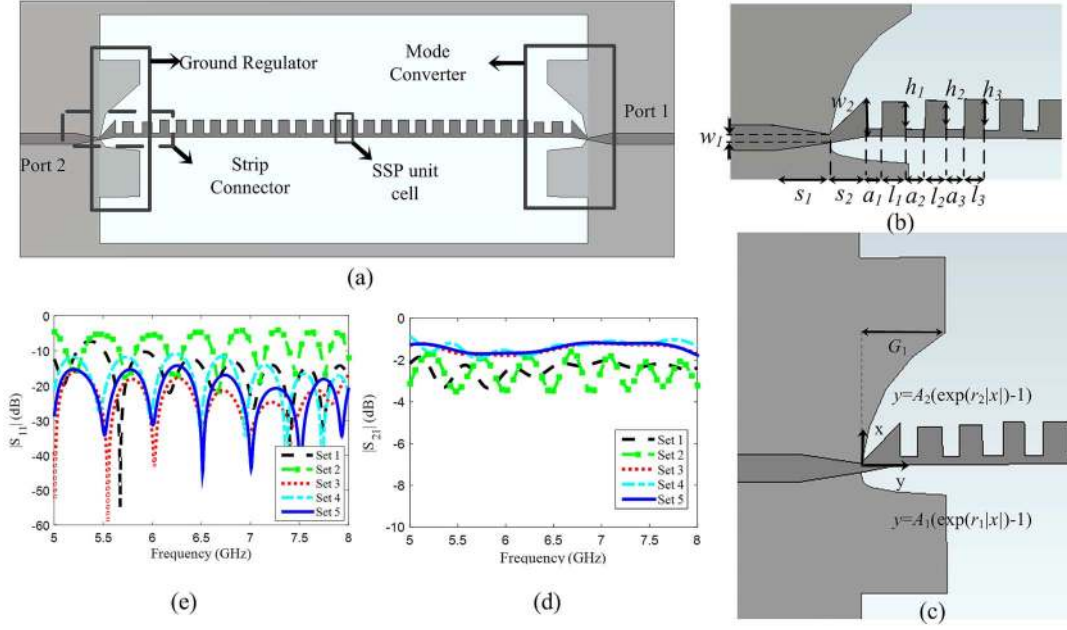 Ground Regulator
Mode
Converter
Port 1
Port 2
Strip
Connector
SSP unit
cell
(a)
w1
w2
h1
h2
h3
s1
s2
a1
l1
a2
l2
a3
l3
(b)
G1
y=A2(exp(r2|x|)-1)
x
y
y=A1(exp(r1|x|)-1)
(c)
|S11| (dB)
0
-10
-20
-30
-40
-50
-60
5
5.5
6
6.5
7
7.5
8
Frequency (GHz)
Set 1
Set 2
Set 3
Set 4
Set 5
(e)
|S21| (dB)
0
-2
-4
-6
-8
-10
5
5.5
6
6.5
7
7.5
8
Frequency (GHz)
Set 1
Set 2
Set 3
Set 4
Set 5
(d)